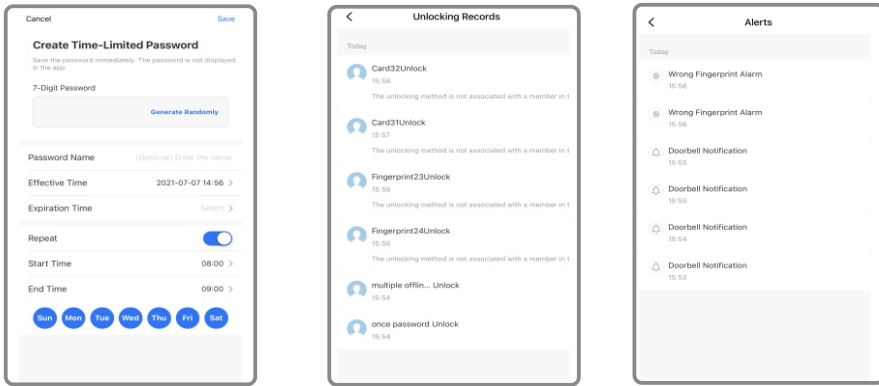 Cancel
Save
Create Time-Limited Password
Save the password immediately. The password is not displayed
in the app.
7-Digit Password
Generate Randomly
Password Name
(Optional) Enter the name.
Effective Time
2021-07-07 14:56 >
Expiration Time
Select >
Repeat
Start Time
08:00 >
End Time
09:00 >
Sun Mon Tue Wed Thu Fri Sat
Unlocking Records
Today
Card32Unlock
15:58
The unlocking method is not associated with a member in t
Card31Unlock
15:57
The unlocking method is not associated with a member in t
Fingerprint23Unlock
15:56
The unlocking method is not associated with a member in t
Fingerprint24Unlock
15:56
The unlocking method is not associated with a member in t
multiple offlin... Unlock
15:54
once password Unlock
15:54
Alerts
Today
Wrong Fingerprint Alarm
15:56
Wrong Fingerprint Alarm
15:56
Doorbell Notification
15:55
Doorbell Notification
15:55
Doorbell Notification
15:54
Doorbell Notification
15:53